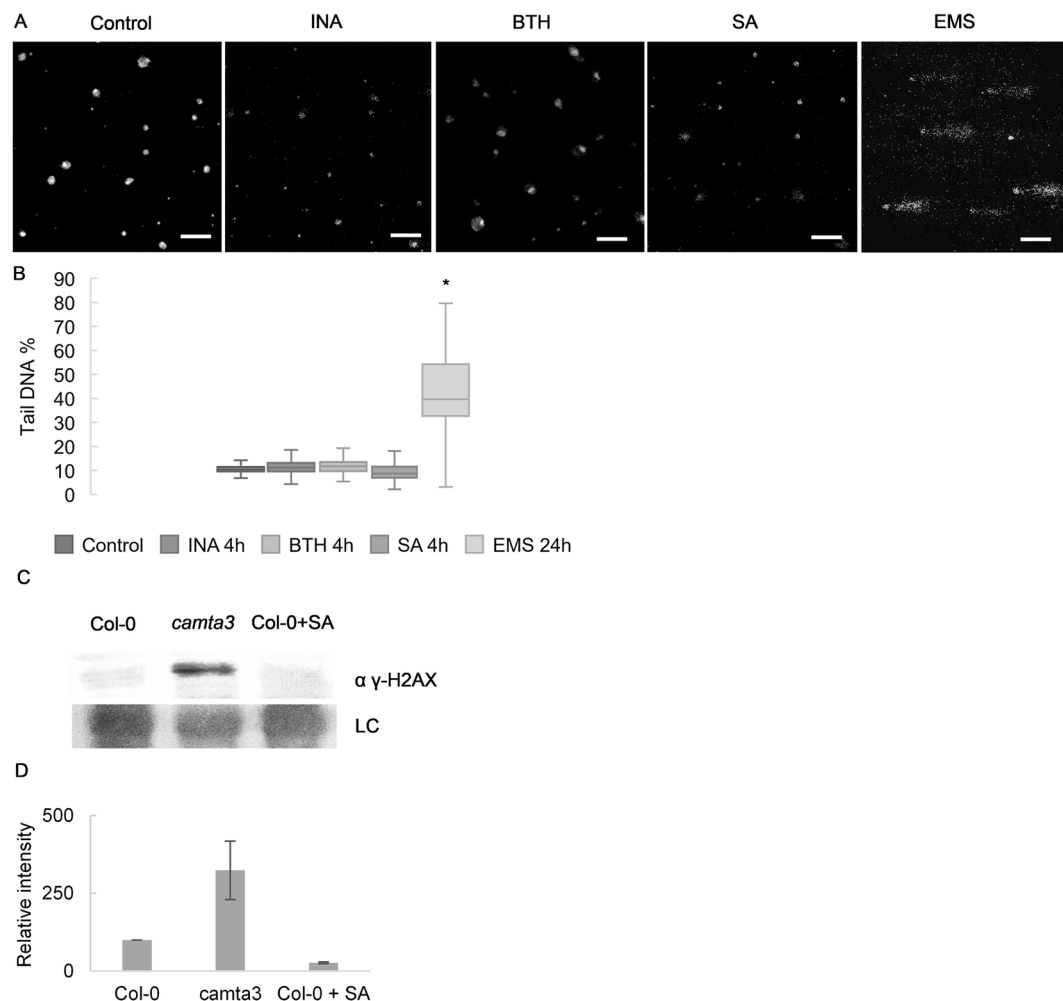 A
Control INA BTH SA EMS
B
90
80
70
60
50
40
30
20
10
0
Tail DNA %
*
Control INA 4h BTH 4h SA 4h EMS 24h
C
Col-0 camta3 Col-0+SA
α γ-H2AX
LC
D
500
250
0
Relative intensity
Col-0 camta3 Col-0 + SA